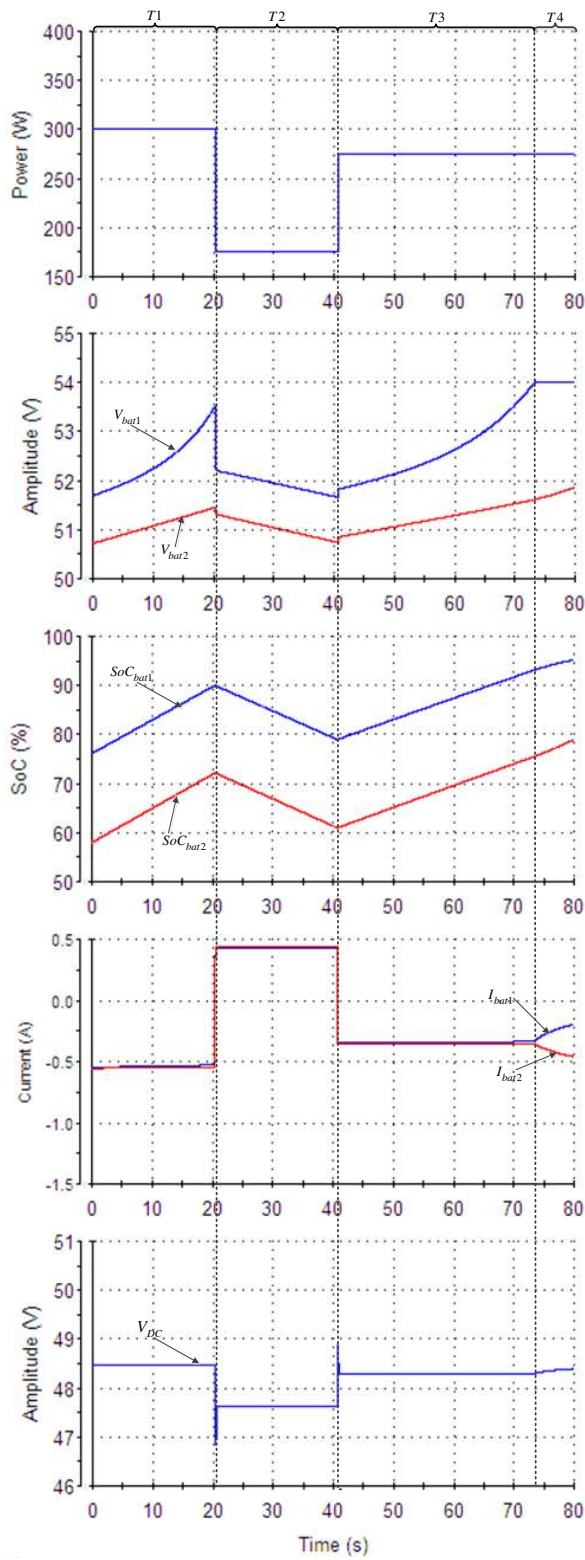 T1 T2 T3 T4
400
350
300
250
200
150
Power (W)
0 10 20 30 40 50 60 70 80
55
54
53
52
51
50
Amplitude (V)
Vbat1
Vbat2
0 10 20 30 40 50 60 70 80
100
90
80
70
60
50
SoC (%)
SoCbat1
SoCbat2
0 10 20 30 40 50 60 70 80
0.5
0.0
-0.5
-1.0
-1.5
Current (A)
Ibat1
Ibat2
0 10 20 30 40 50 60 70 80
51
50
49
48
47
46
Amplitude (V)
VDC
0 10 20 30 40 50 60 70 80
Time (s)